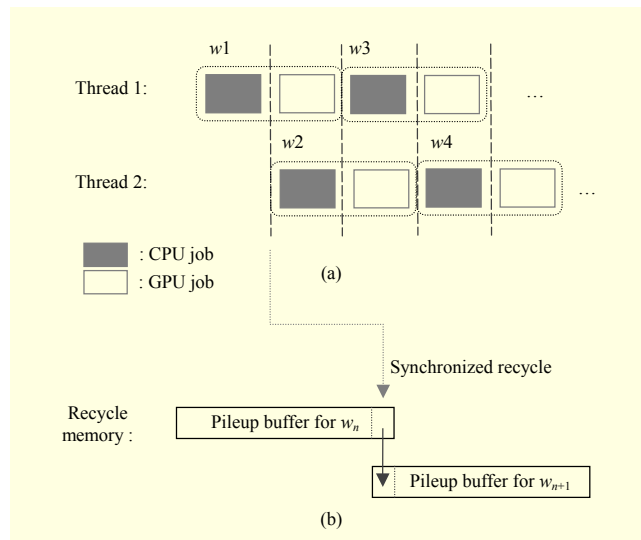 w1 w3
Thread 1: …
w2 w4
Thread 2: …
: CPU job
: GPU job
(a)
Synchronized recycle
Recycle memory :
Pileup buffer for wn
Pileup buffer for wn+1
(b)